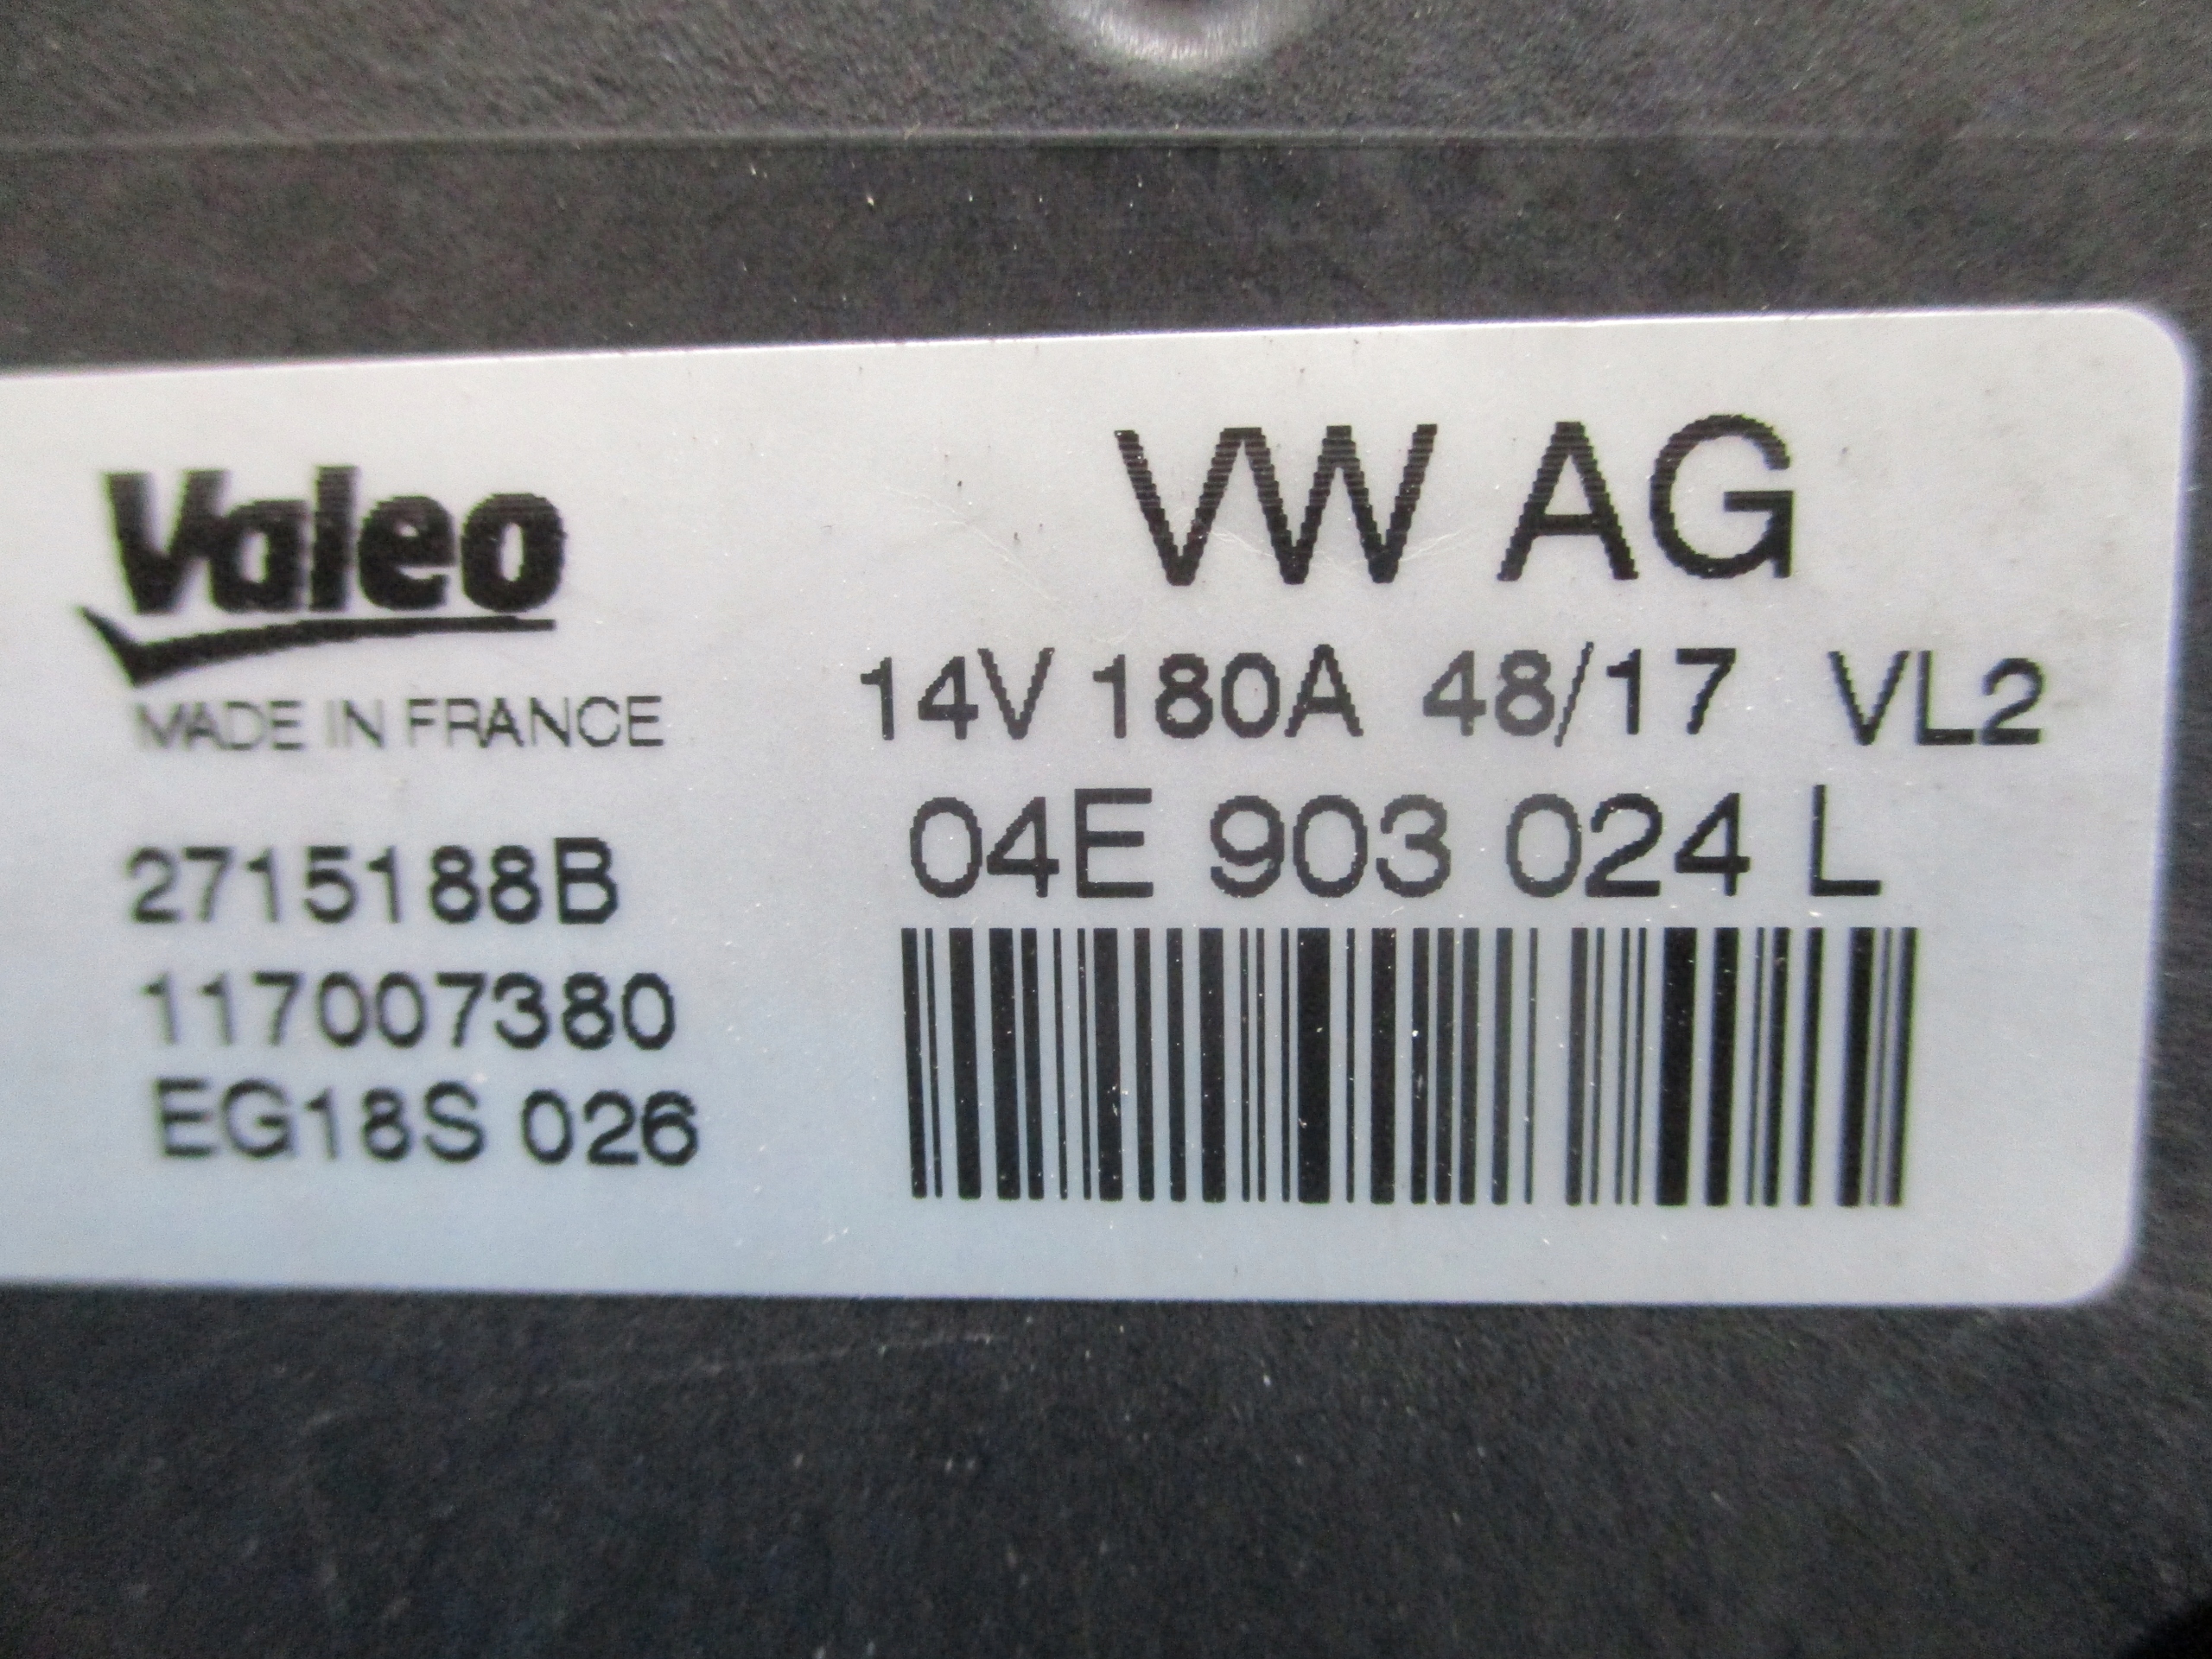 Valeo
MADE IN FRANCE
2715188B
117007380
EG18S 026
VW AG
14V 180A 48/17 VL2
04E 903 024 L